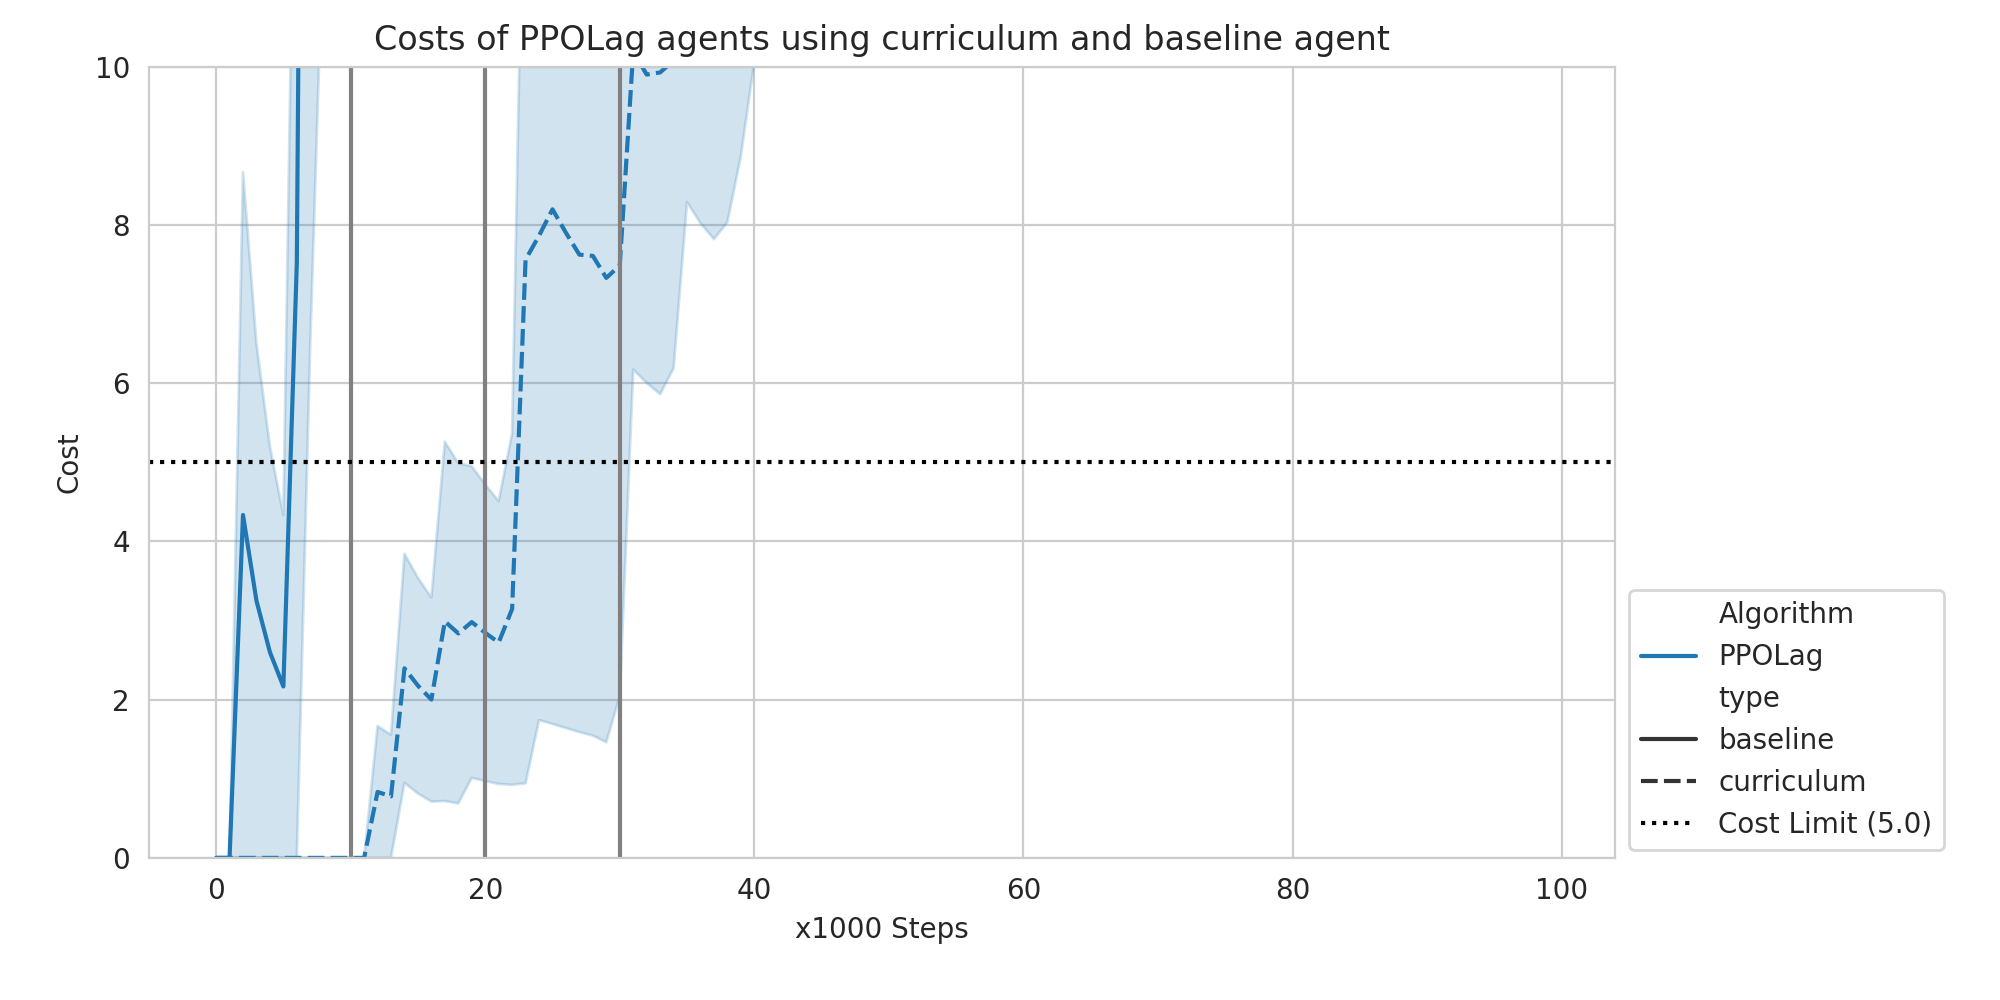 Costs of PPOLag agents using curriculum and baseline agent
10
8
6
4
2
0
Cost
0 20 40 60 80 100
x1000 Steps
Algorithm
PPOLag
type
baseline
curriculum
Cost Limit (5.0)